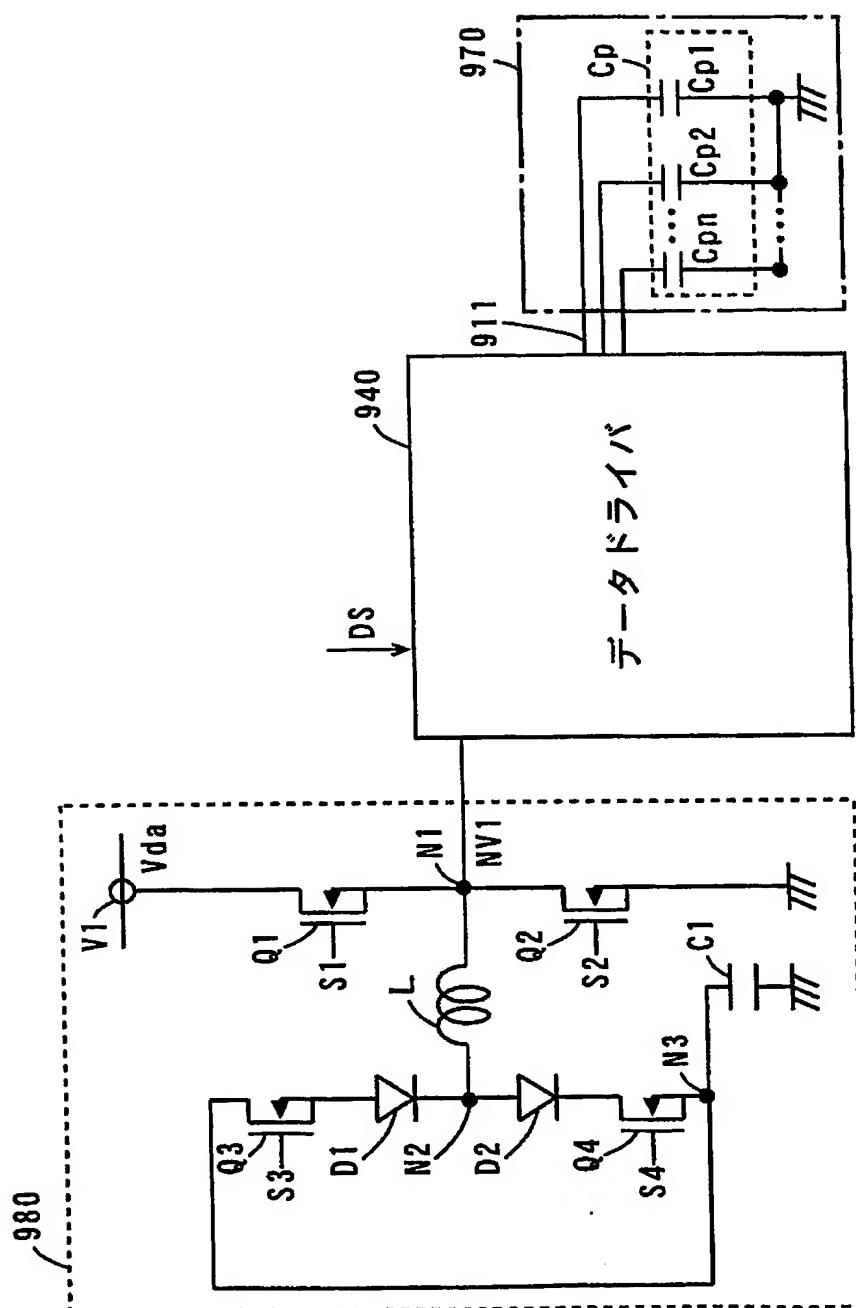 980
V1
Vda
Q1
S1
N1
NV1
L
Q3
S3
D1
N2
D2
Q4
S4
N3
Q2
S2
C1
DS
940
データドライバ
911
970
Cp
Cp1
Cp2
Cpn